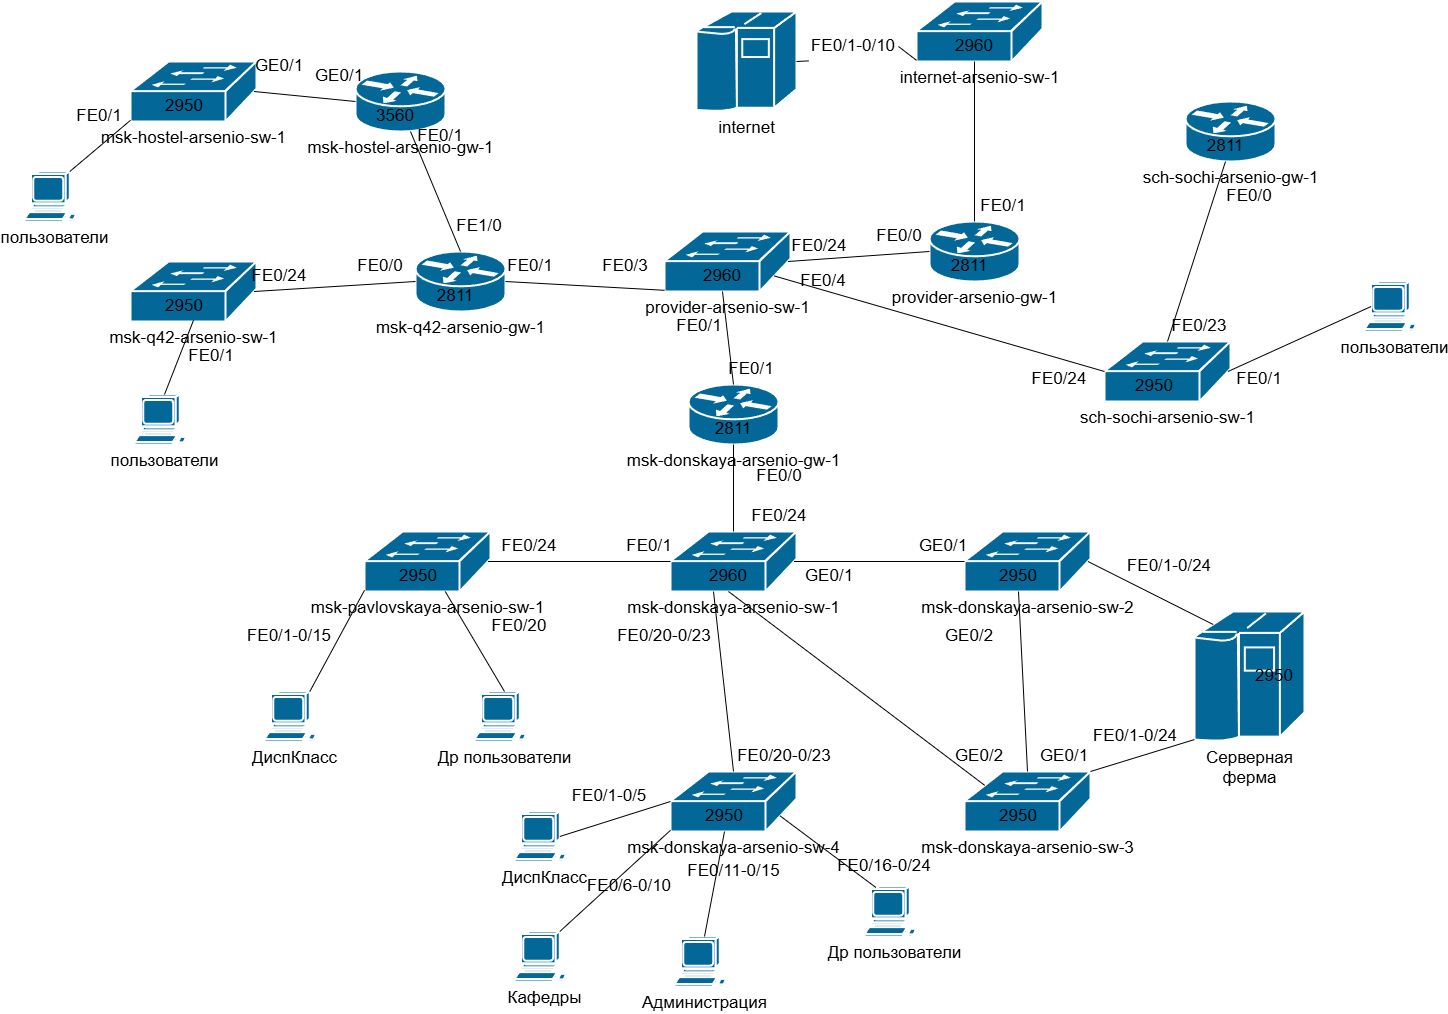 FE0/1-0/10
2960
internet-arsenio-sw-1
internet
GE0/1
GE0/1
2950
3560
FE0/1
msk-hostel-arsenio-sw-1
FE0/1
msk-hostel-arsenio-gw-1
2811
sch-sochi-arsenio-gw-1
FE0/0
пользователи
FE0/1
FE1/0
FE0/24
FE0/0
FE0/1
FE0/3
2960
FE0/24
FE0/0
2811
FE0/4
provider-arsenio-gw-1
2950
2811
provider-arsenio-sw-1
msk-q42-arsenio-sw-1
msk-q42-arsenio-gw-1
FE0/1
FE0/1
FE0/23
пользователи
FE0/1
FE0/24
2950
FE0/1
sch-sochi-arsenio-sw-1
2811
пользователи
msk-donskaya-arsenio-gw-1
FE0/0
FE0/24
FE0/24
FE0/1
GE0/1
2950
2960
GE0/1
2950
FE0/1-0/24
msk-pavlovskaya-arsenio-sw-1
msk-donskaya-arsenio-sw-1
msk-donskaya-arsenio-sw-2
FE0/1-0/15
FE0/20
FE0/20-0/23
GE0/2
2950
FE0/1-0/24
ДиспКласс
Др пользователи
FE0/20-0/23
GE0/2
GE0/1
Серверная
ферма
FE0/1-0/5
2950
2950
msk-donskaya-arsenio-sw-4
msk-donskaya-arsenio-sw-3
ДиспКласс
FE0/6-0/10
FE0/11-0/15
FE0/16-0/24
Др пользователи
Кафедры
Администрация